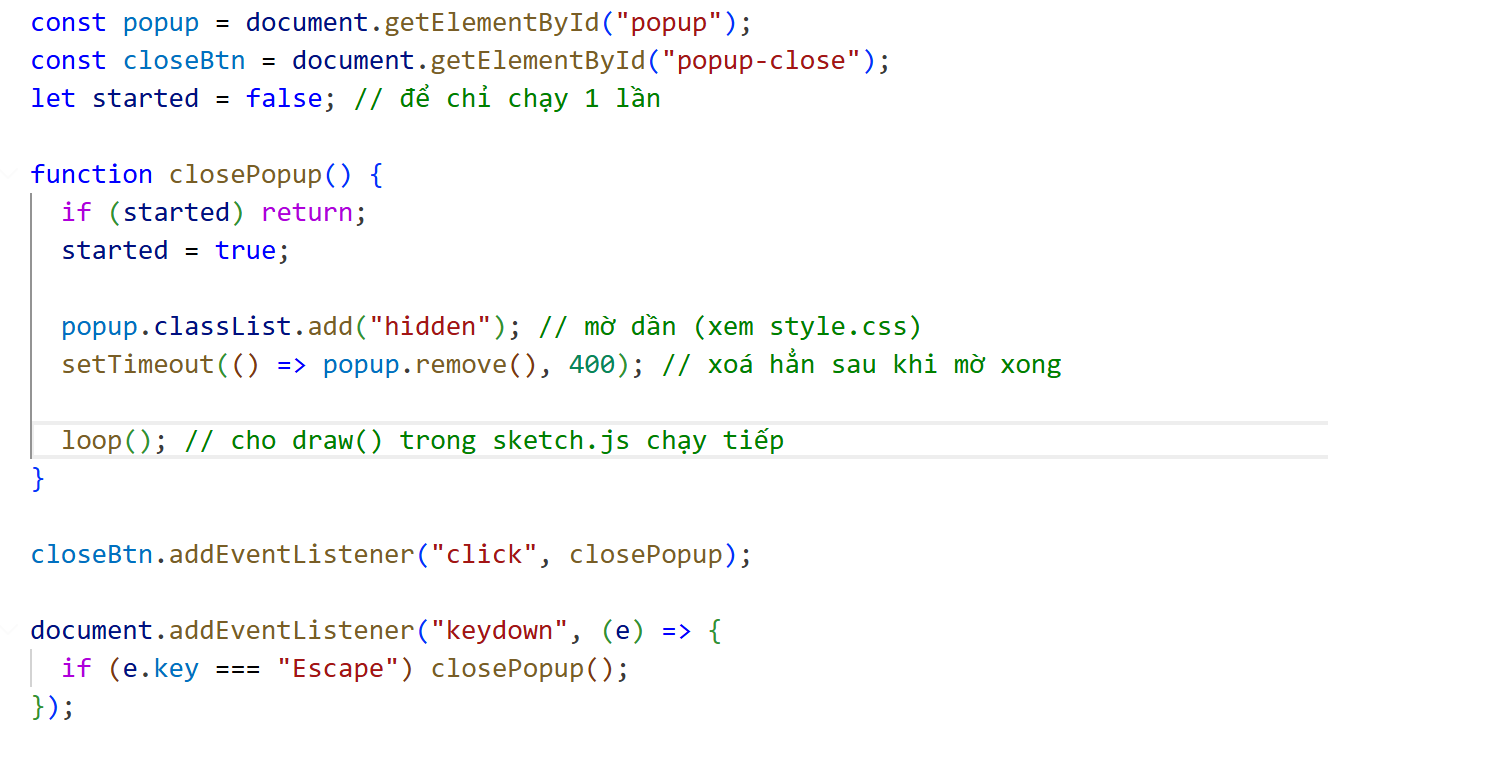 const popup = document.getElementById("popup");
const closeBtn = document.getElementById("popup-close");
let started = false; // để chỉ chạy 1 lần
function closePopup() {
  if (started) return;
  started = true;
  popup.classList.add("hidden"); // mờ dần (xem style.css)
  setTimeout(() => popup.remove(), 400); // xoá hẳn sau khi mờ xong
  loop(); // cho draw() trong sketch.js chạy tiếp
}
closeBtn.addEventListener("click", closePopup);
document.addEventListener("keydown", (e) => {
  if (e.key === "Escape") closePopup();
});